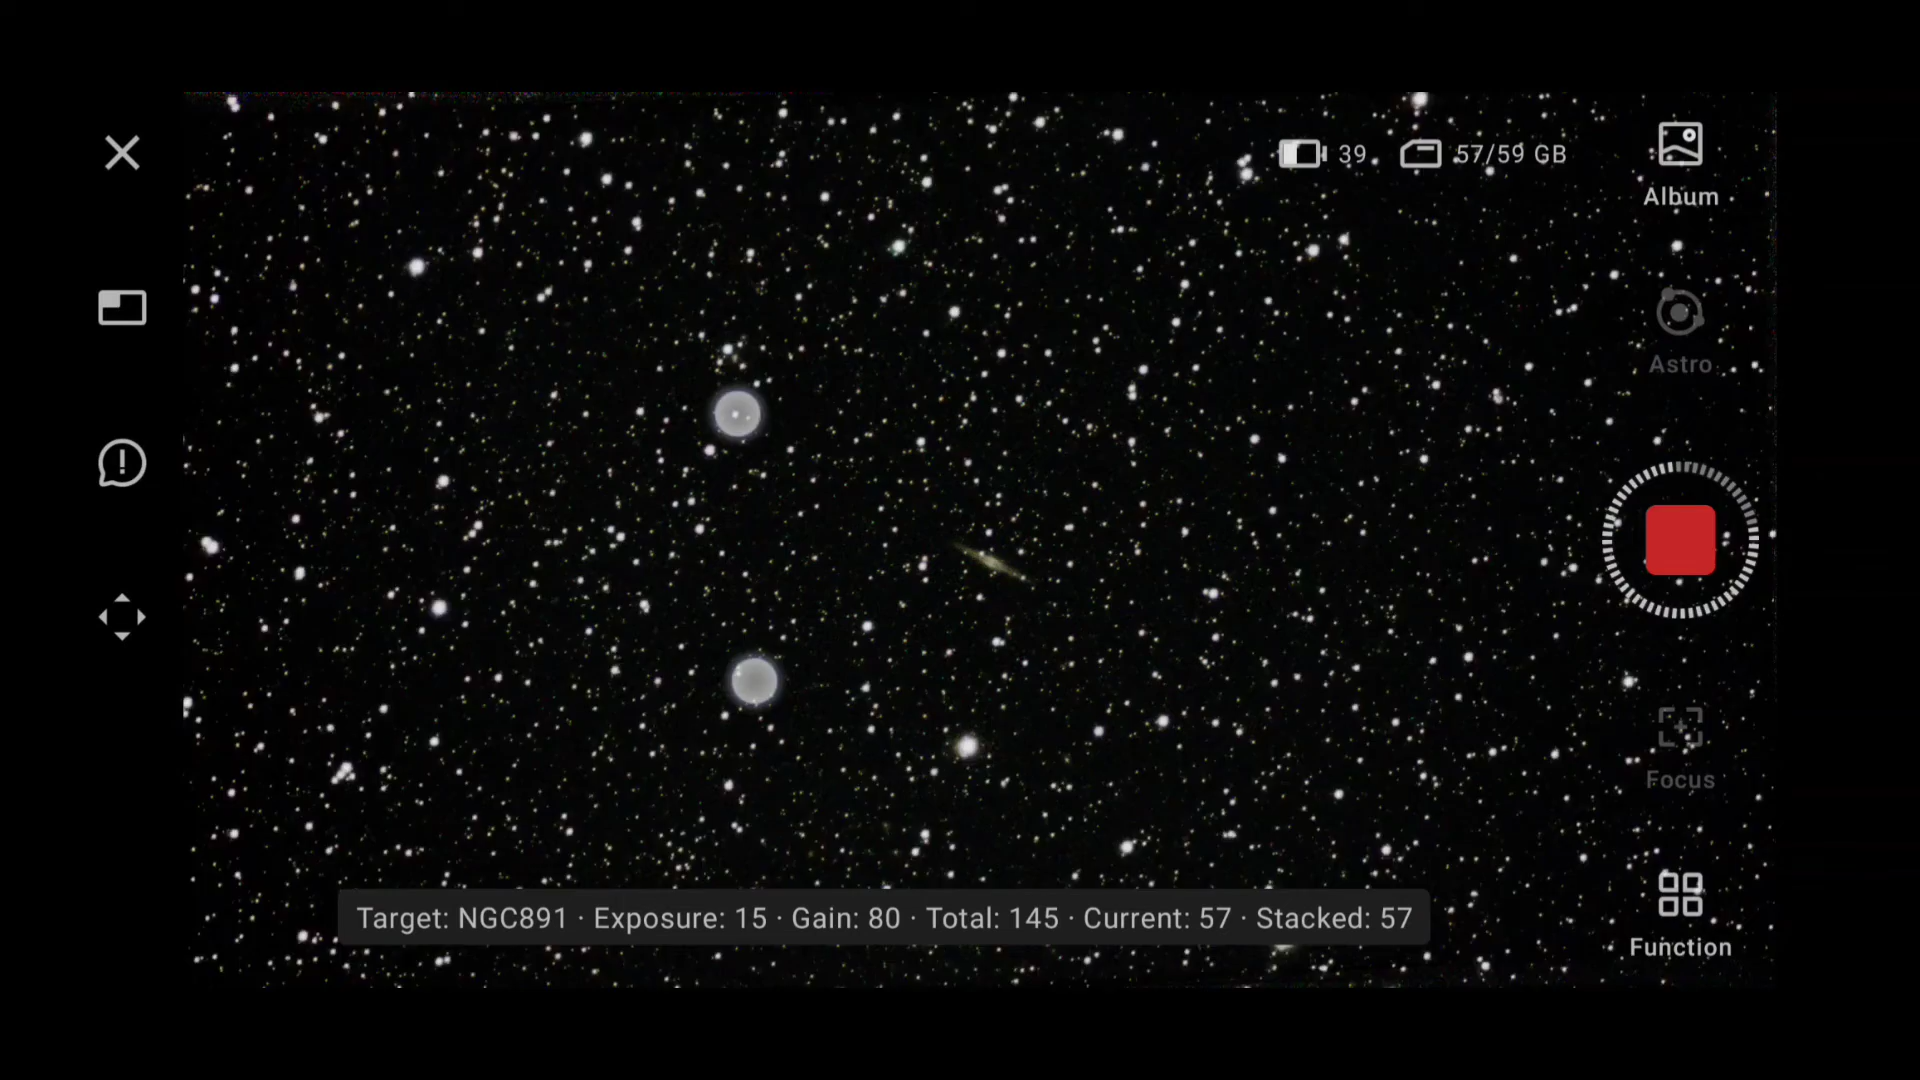 39
57/59 GB
Album
Astro
Focus
Target: NGC891 · Exposure: 15 · Gain: 80 · Total: 145 · Current: 57 · Stacked: 57
Function